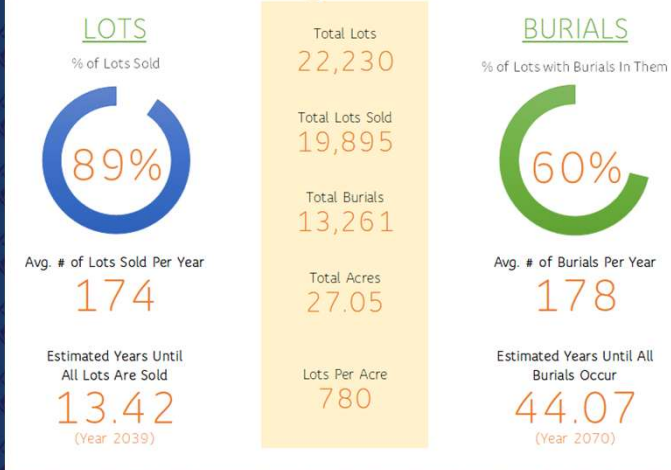 LOTS
% of Lots Sold
89%
Avg. # of Lots Sold Per Year
174
Estimated Years Until
All Lots Are Sold
13.42
(Year 2039)
Total Lots
22,230
Total Lots Sold
19,895
Total Burials
13,261
Total Acres
27.05
Lots Per Acre
780
BURIALS
% of Lots with Burials In Them
60%
Avg. # of Burials Per Year
178
Estimated Years Until All
Burials Occur
44.07
(Year 2070)